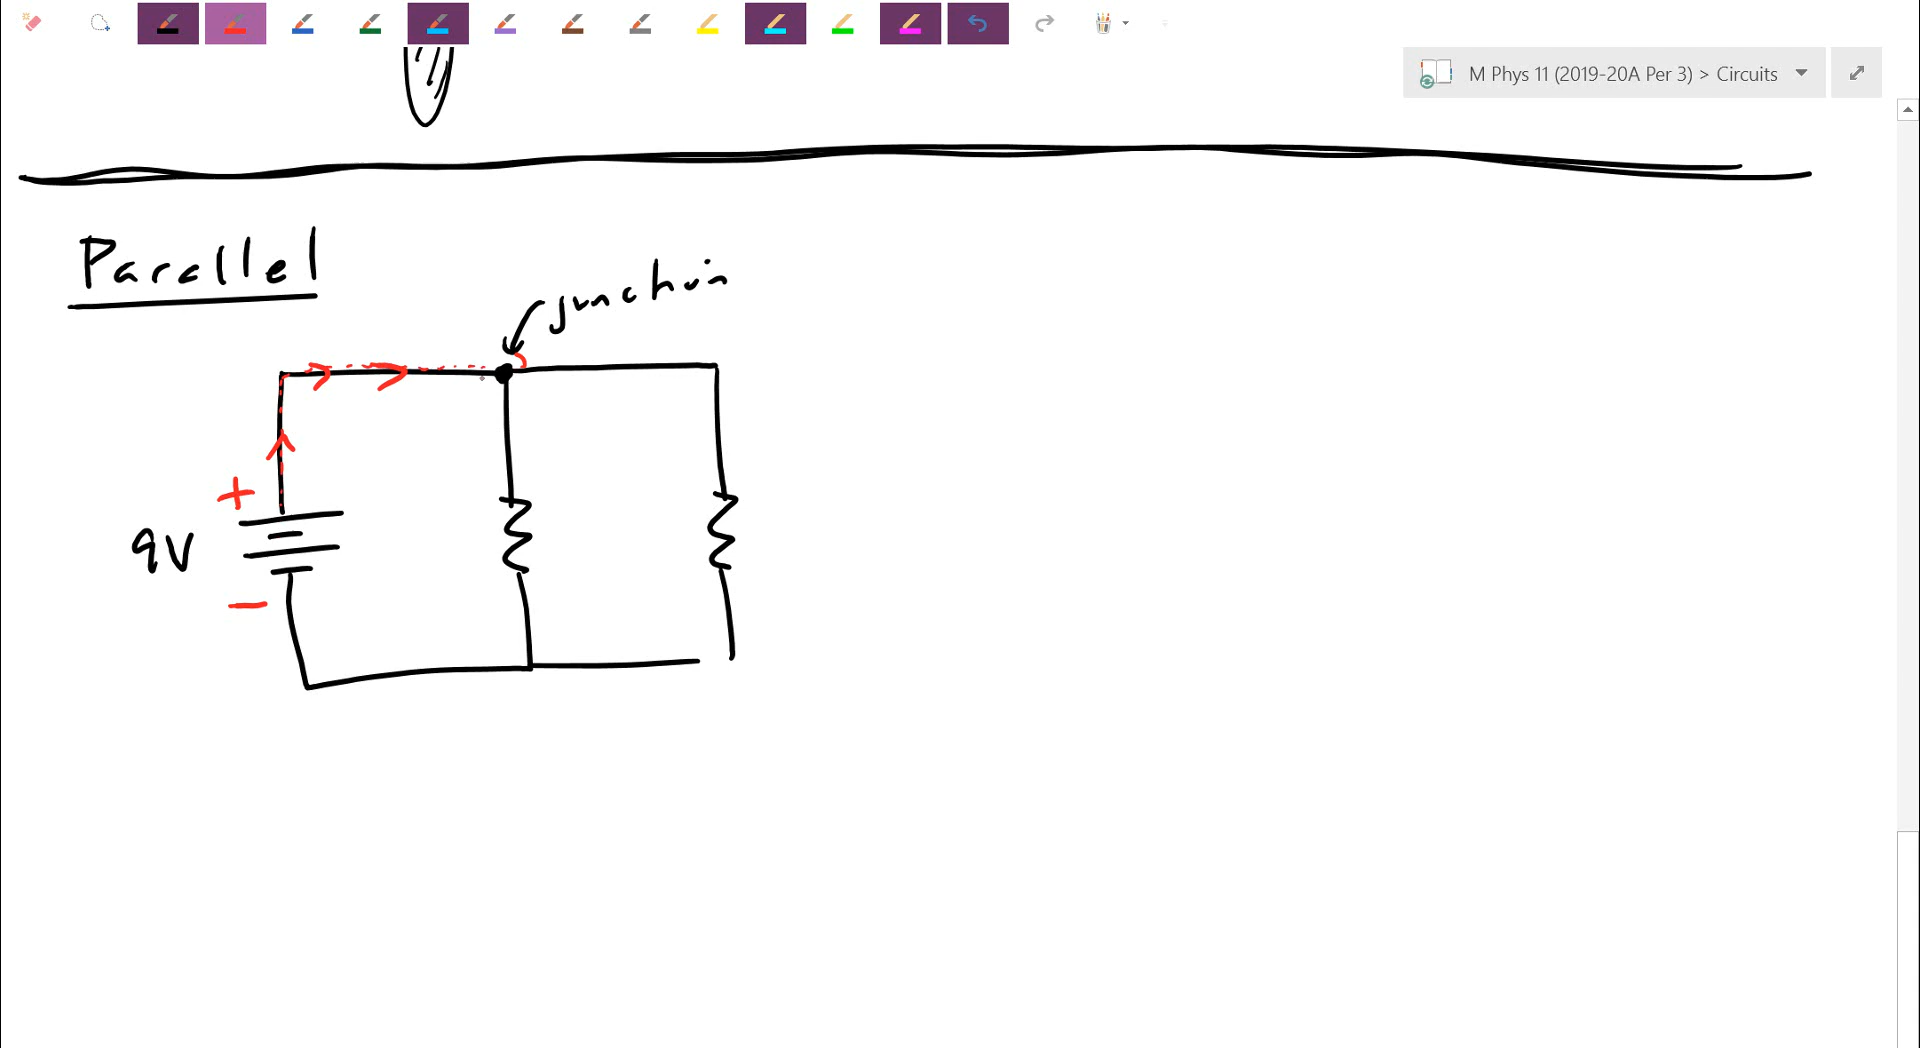 M Phys 11 (2019-20A Per 3) > Circuits
Parallel
junction
+
9V
−